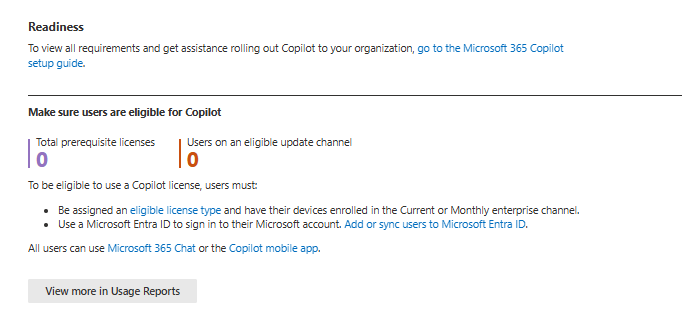 Readiness
To view all requirements and get assistance rolling out Copilot to your organization, go to the Microsoft 365 Copilot
setup guide.
Make sure users are eligible for Copilot
Total prerequisite licenses
0
Users on an eligible update channel
0
To be eligible to use a Copilot license, users must:
• Be assigned an eligible license type and have their devices enrolled in the Current or Monthly enterprise channel.
• Use a Microsoft Entra ID to sign in to their Microsoft account. Add or sync users to Microsoft Entra ID.
All users can use Microsoft 365 Chat or the Copilot mobile app.
View more in Usage Reports